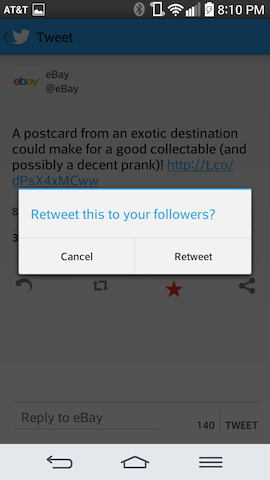 AT&T 8:10 PM
Tweet
ebay
eBay
@eBay
A postcard from an exotic destination
could make for a good collectable (and
possibly a decent prank)! http://t.co/
dPsX4xMCww
8
3
Retweet this to your followers?
Cancel Retweet
Reply to eBay 140 TWEET